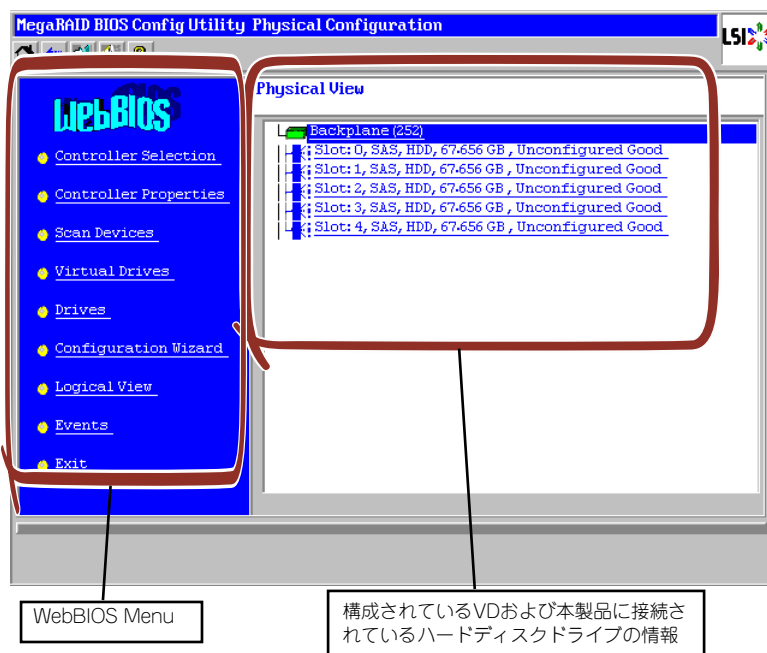 MegaRAID BIOS Config Utility Physical Configuration
LSI
WebBIOS
Controller Selection
Controller Properties
Scan Devices
Virtual Drives
Drives
Configuration Wizard
Logical View
Events
Exit
Physical View
Backplane (252)
Slot: 0, SAS, HDD, 67.656 GB , Unconfigured Good
Slot: 1, SAS, HDD, 67.656 GB , Unconfigured Good
Slot: 2, SAS, HDD, 67.656 GB , Unconfigured Good
Slot: 3, SAS, HDD, 67.656 GB , Unconfigured Good
Slot: 4, SAS, HDD, 67.656 GB , Unconfigured Good
WebBIOS Menu
構成されているVDおよび本製品に接続さ
れているハードディスクドライブの情報